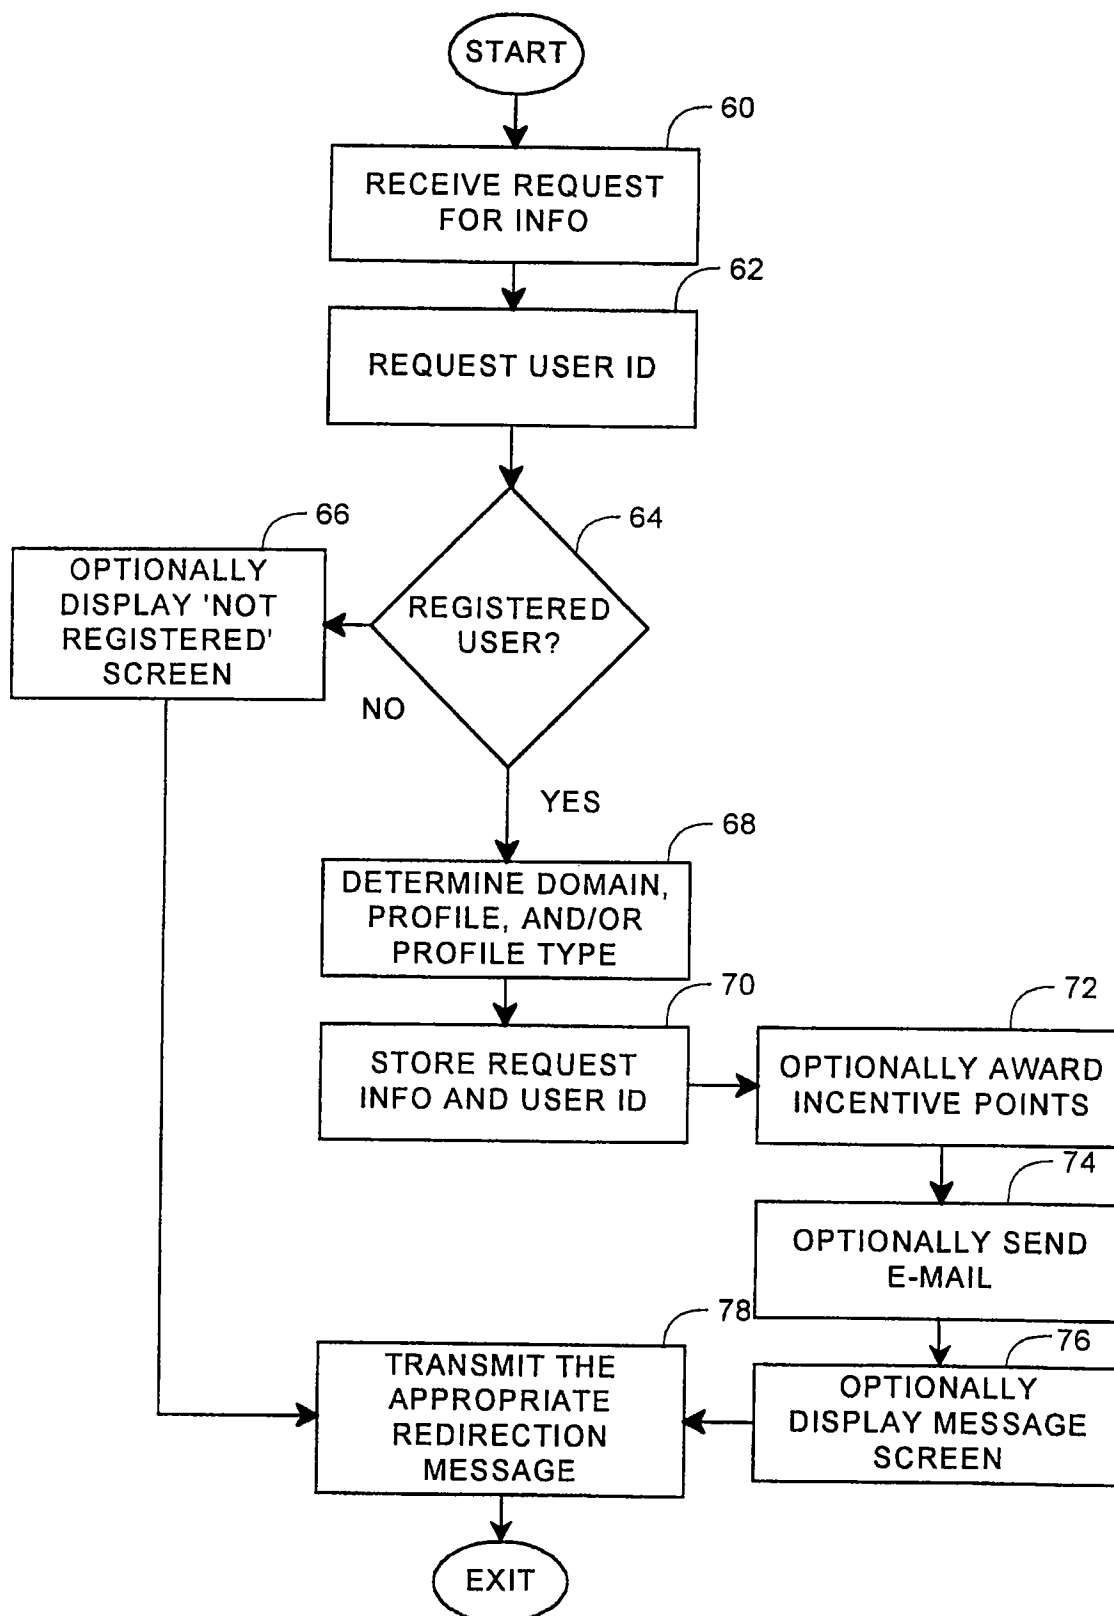 START
60
RECEIVE REQUEST
FOR INFO
62
REQUEST USER ID
64
REGISTERED
USER?
66
OPTIONALLY
DISPLAY 'NOT
REGISTERED'
SCREEN
NO
YES
68
DETERMINE DOMAIN,
PROFILE, AND/OR
PROFILE TYPE
70
STORE REQUEST
INFO AND USER ID
72
OPTIONALLY AWARD
INCENTIVE POINTS
74
OPTIONALLY SEND
E-MAIL
76
OPTIONALLY
DISPLAY MESSAGE
SCREEN
78
TRANSMIT THE
APPROPRIATE
REDIRECTION
MESSAGE
EXIT